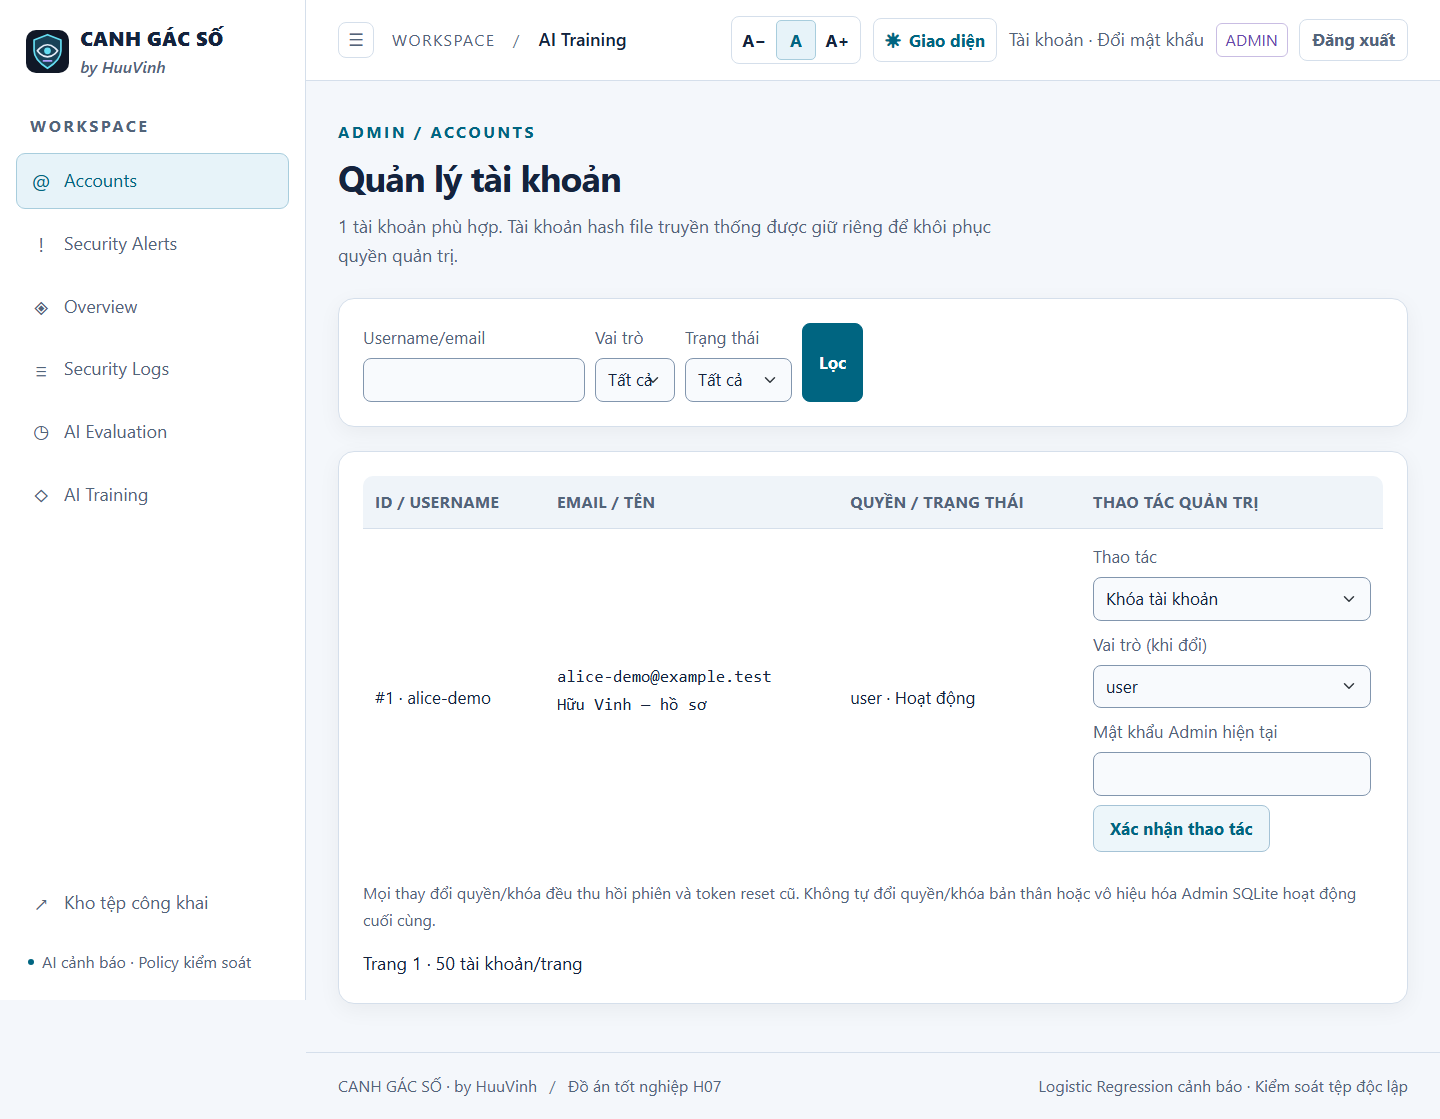 CANH GÁC SỐ
by HuuVinh
WORKSPACE
@ Accounts
! Security Alerts
Overview
Security Logs
AI Evaluation
AI Training
Kho tệp công khai
AI cảnh báo · Policy kiểm soát
WORKSPACE / AI Training
A− A A+
Giao diện
Tài khoản · Đổi mật khẩu
ADMIN
Đăng xuất
ADMIN / ACCOUNTS
Quản lý tài khoản
1 tài khoản phù hợp. Tài khoản hash file truyền thống được giữ riêng để khôi phục
quyền quản trị.
Username/email
Vai trò
Tất cả
Trạng thái
Tất cả
Lọc
ID / USERNAME
EMAIL / TÊN
QUYỀN / TRẠNG THÁI
THAO TÁC QUẢN TRỊ
#1 · alice-demo
alice-demo@example.test
Hữu Vinh — hồ sơ
user · Hoạt động
Thao tác
Khóa tài khoản
Vai trò (khi đổi)
user
Mật khẩu Admin hiện tại
Xác nhận thao tác
Mọi thay đổi quyền/khóa đều thu hồi phiên và token reset cũ. Không tự đổi quyền/khóa bản thân hoặc vô hiệu hóa Admin SQLite hoạt động
cuối cùng.
Trang 1 · 50 tài khoản/trang
CANH GÁC SỐ · by HuuVinh / Đồ án tốt nghiệp H07
Logistic Regression cảnh báo · Kiểm soát tệp độc lập